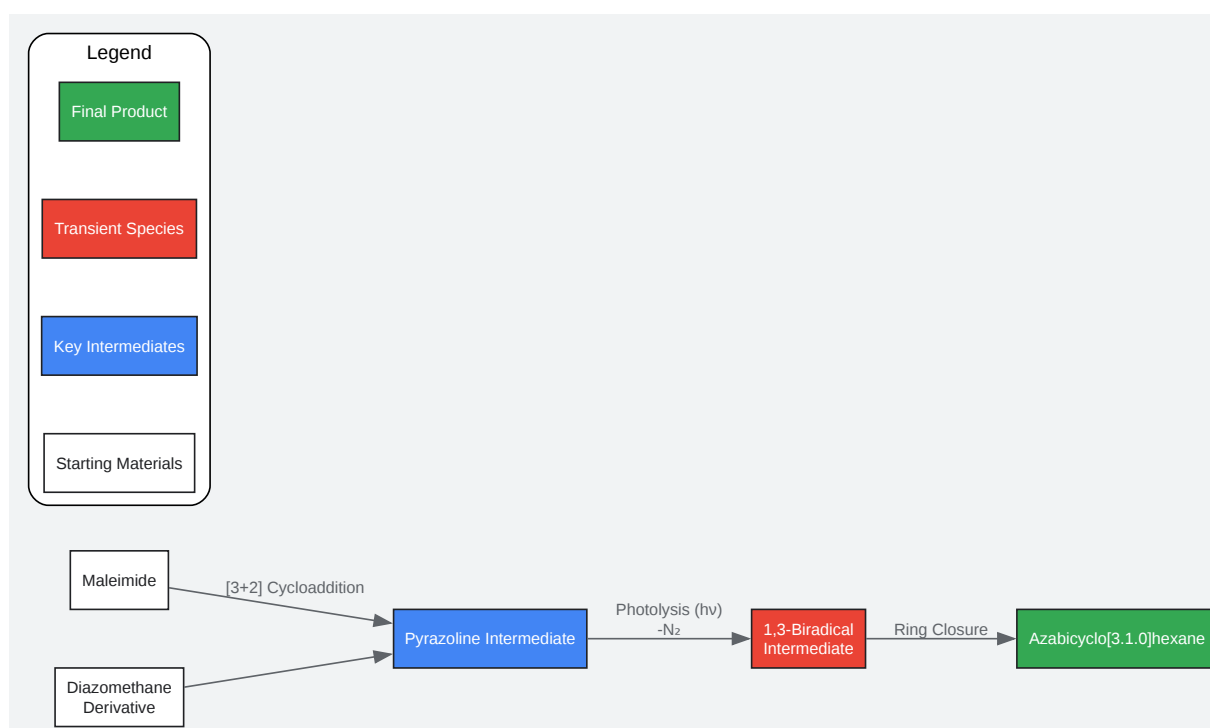 Legend
Final Product
Transient Species
Key Intermediates
Starting Materials
Maleimide
[3+2] Cycloaddition
Diazomethane
Derivative
Pyrazoline Intermediate
Photolysis (hν)
-N₂
1,3-Biradical
Intermediate
Ring Closure
Azabicyclo[3.1.0]hexane